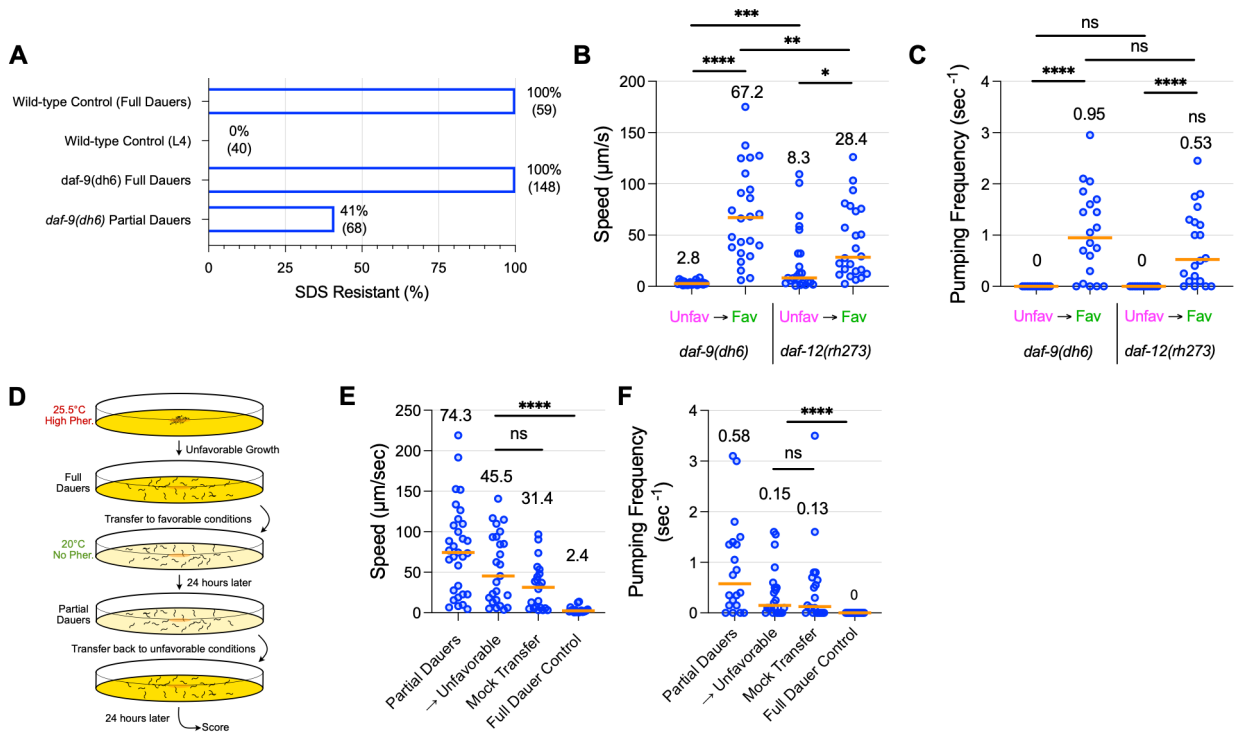 A
Wild-type Control (Full Dauers)
Wild-type Control (L4)
daf-9(dh6) Full Dauers
daf-9(dh6) Partial Dauers
100%
(59)
0%
(40)
100%
(148)
41%
(68)
0 25 50 75 100
SDS Resistant (%)
B
***
**
****
*
Speed (µm/s)
200
150
100
50
0
2.8
67.2
8.3
28.4
Unfav → Fav Unfav → Fav
daf-9(dh6) daf-12(rh273)
C
ns
ns
****
****
ns
Pumping Frequency (sec⁻¹)
4
3
2
1
0
0
0.95
0
0.53
Unfav → Fav Unfav → Fav
daf-9(dh6) daf-12(rh273)
D
25.5°C
High Pher.
Unfavorable Growth
Full
Dauers
Transfer to favorable conditions
20°C
No Pher.
24 hours later
Partial
Dauers
Transfer back to unfavorable conditions
24 hours later
Score
E
****
ns
Speed (µm/sec)
250
200
150
100
50
0
74.3
45.5
31.4
2.4
Partial Dauers
→ Unfavorable
Mock Transfer
Full Dauer Control
F
****
ns
Pumping Frequency
(sec⁻¹)
4
3
2
1
0
0.58
0.15
0.13
0
Partial Dauers
→ Unfavorable
Mock Transfer
Full Dauer Control